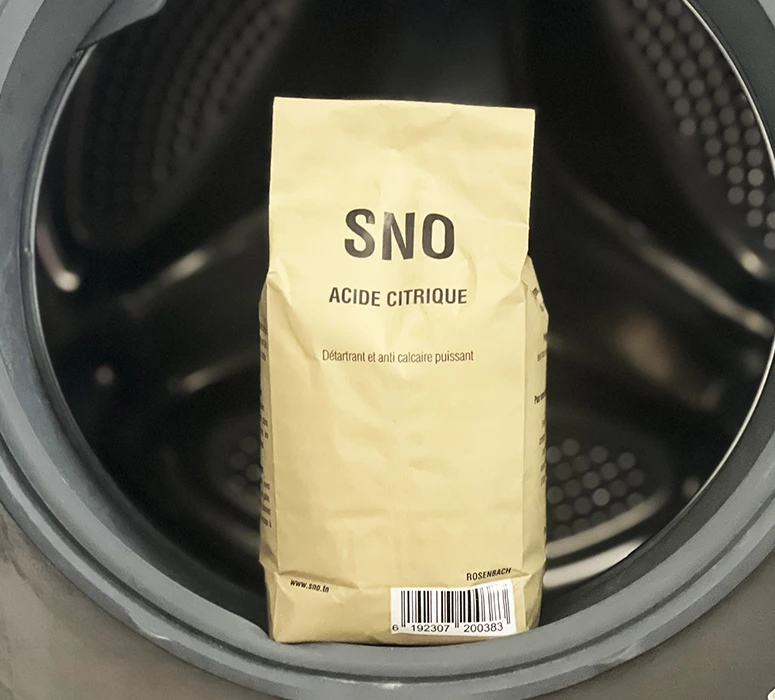 SNO
ACIDE CITRIQUE
Détartrant et anti calcaire puissant
www.sno.tn
ROSENBACH
6 192307 200383